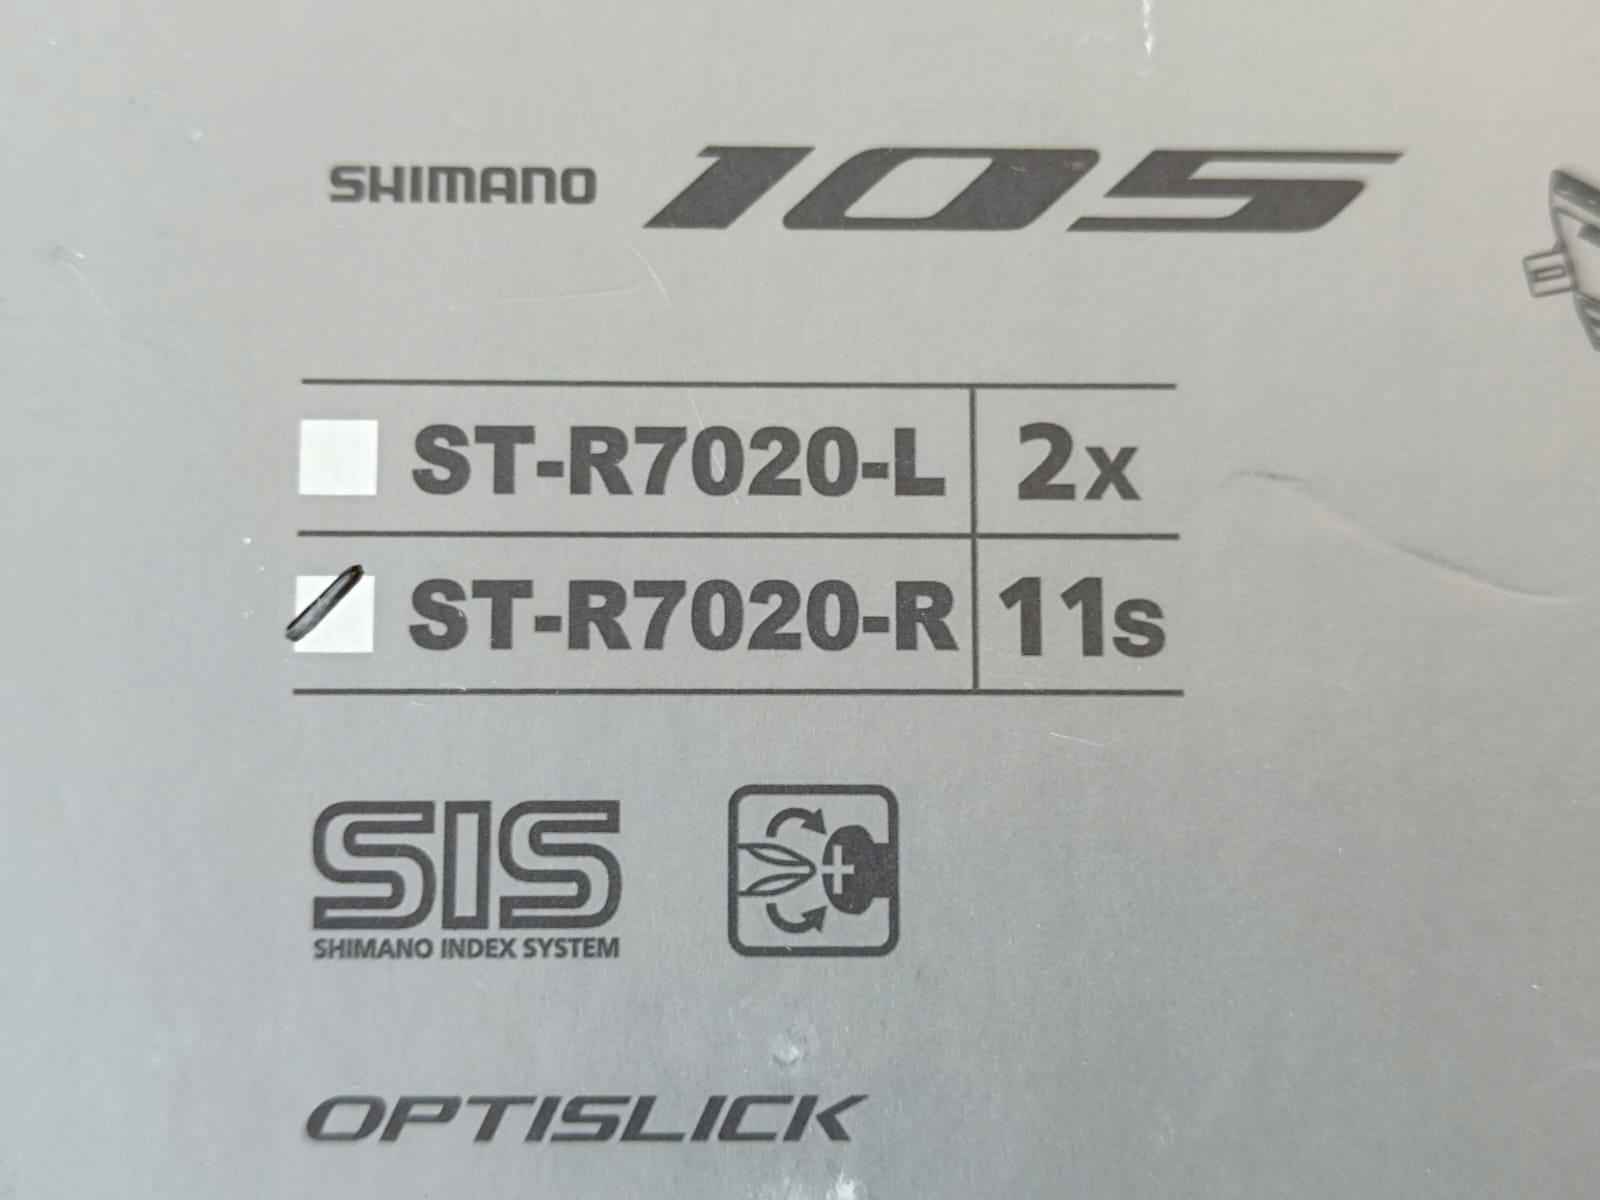 SHIMANO 105
ST-R7020-L 2x
ST-R7020-R 11s
SIS
SHIMANO INDEX SYSTEM
OPTISLICK